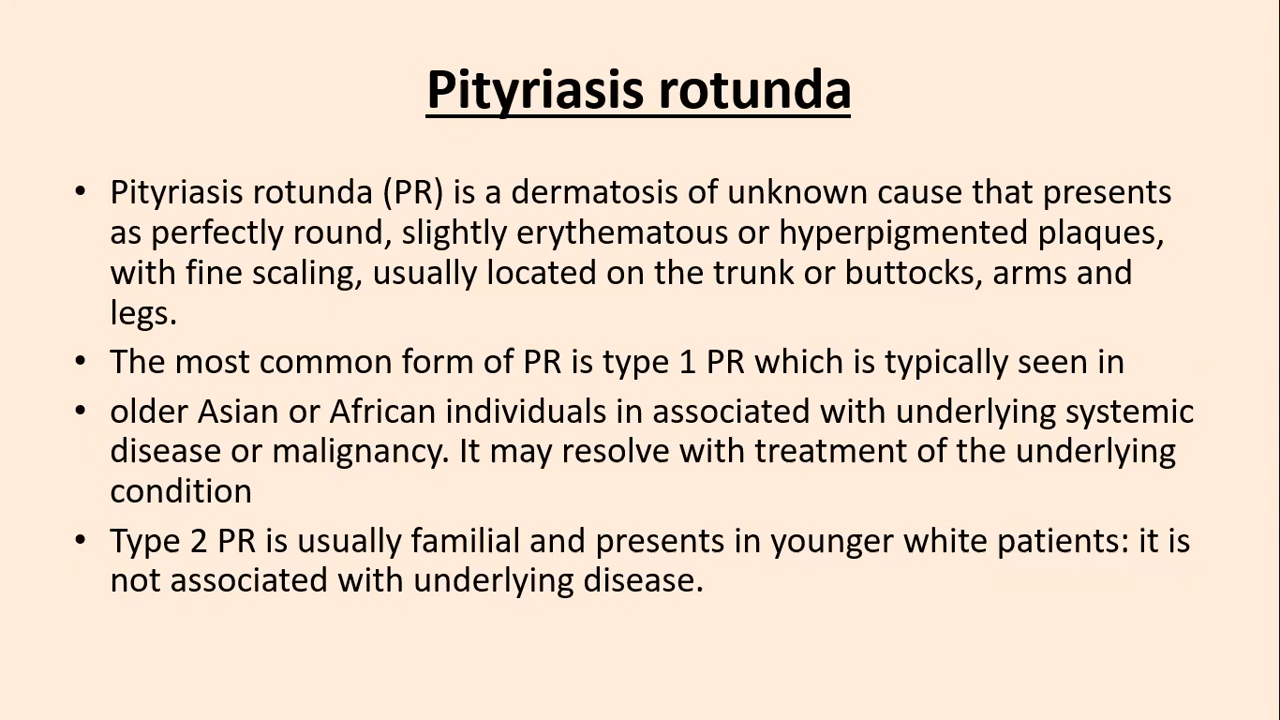 Pityriasis rotunda
• Pityriasis rotunda (PR) is a dermatosis of unknown cause that presents
as perfectly round, slightly erythematous or hyperpigmented plaques,
with fine scaling, usually located on the trunk or buttocks, arms and
legs.
• The most common form of PR is type 1 PR which is typically seen in
• older Asian or African individuals in associated with underlying systemic
disease or malignancy. It may resolve with treatment of the underlying
condition
• Type 2 PR is usually familial and presents in younger white patients: it is
not associated with underlying disease.